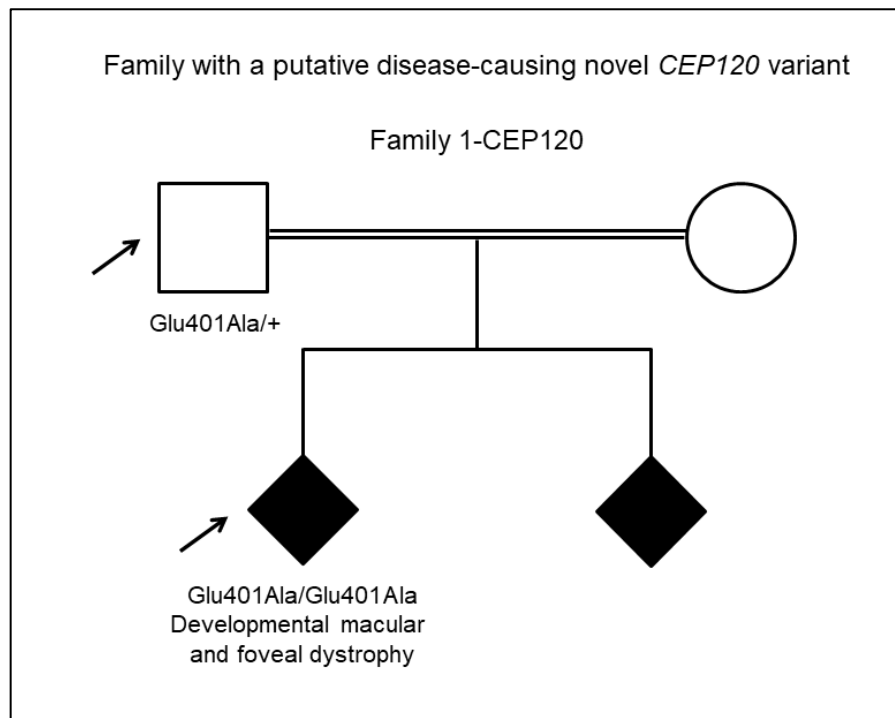 Family with a putative disease-causing novel CEP120 variant
Family 1-CEP120
Glu401Ala/+
Glu401Ala/Glu401Ala
Developmental macular
and foveal dystrophy